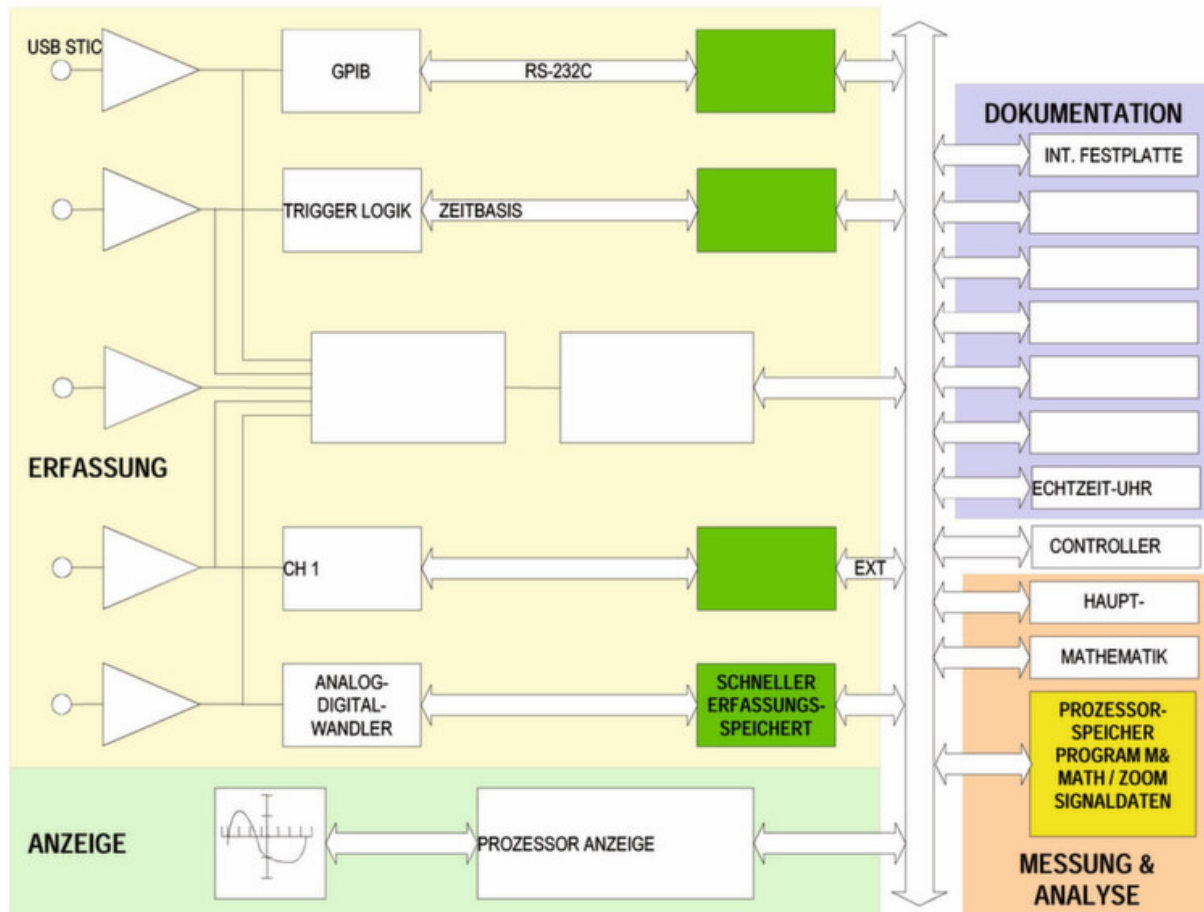 USB STIC
GPIB
RS-232C
DOKUMENTATION
INT. FESTPLATTE
TRIGGER LOGIK
ZEITBASIS
ERFASSUNG
ECHTZEIT-UHR
CONTROLLER
CH 1
EXT
HAUPT-
MATHEMATIK
ANALOG-
DIGITAL-
WANDLER
SCHNELLER
ERFASSUNGS-
SPEICHERT
PROZESSOR-
SPEICHER
PROGRAM M&
MATH / ZOOM
SIGNALDATEN
ANZEIGE
PROZESSOR ANZEIGE
MESSUNG &
ANALYSE